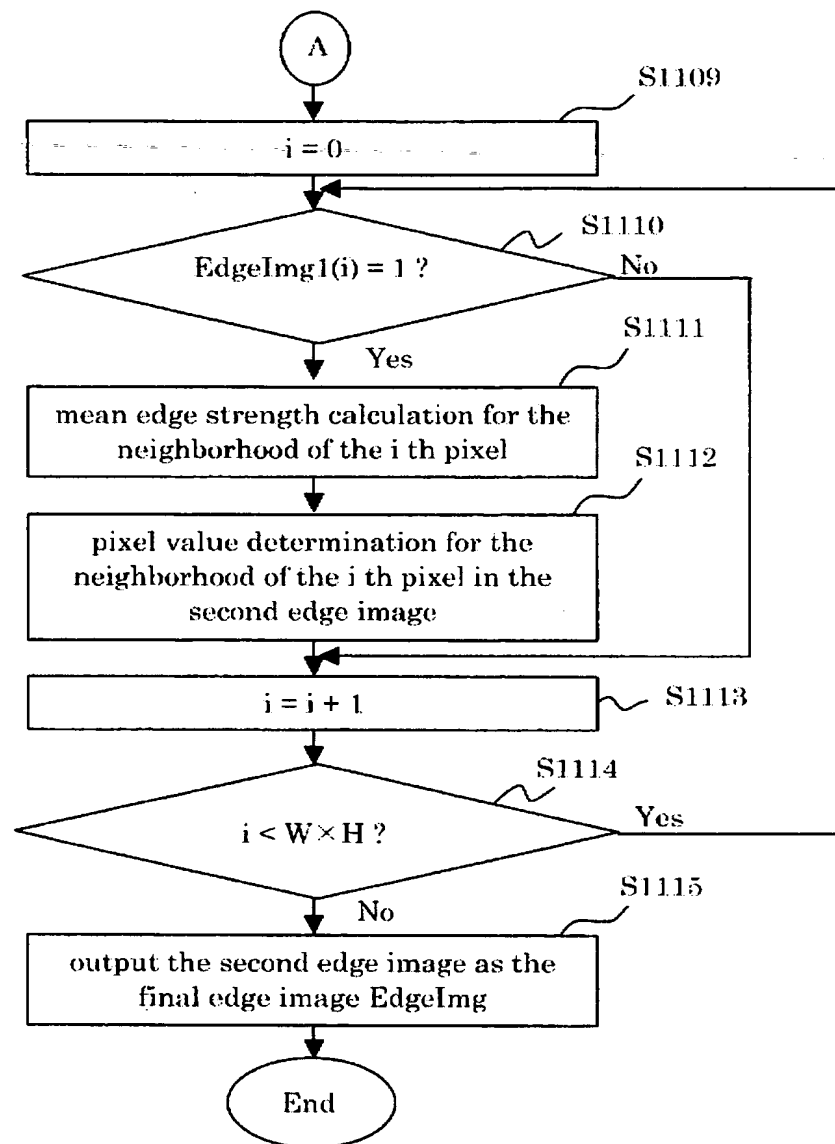 A
S1109
i = 0
S1110
EdgeImg1(i) = 1 ?
No
Yes
S1111
mean edge strength calculation for the
neighborhood of the i th pixel
S1112
pixel value determination for the
neighborhood of the i th pixel in the
second edge image
i = i + 1
S1113
S1114
i < W × H ?
Yes
No
S1115
output the second edge image as the
final edge image EdgeImg
End